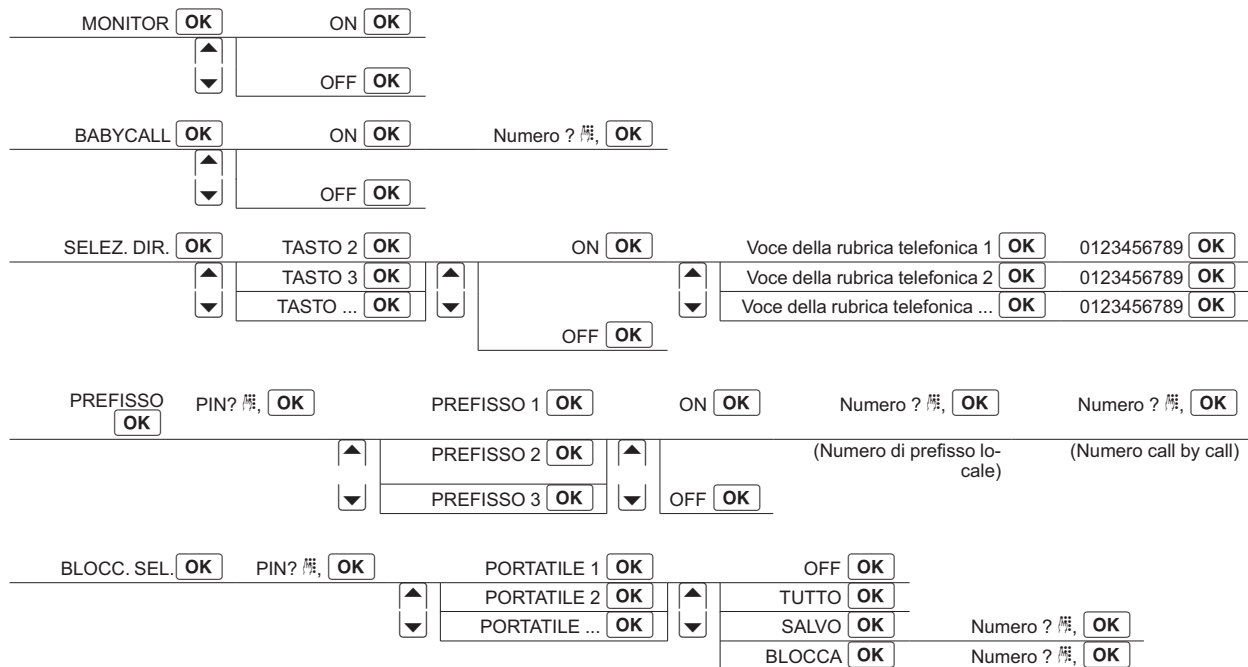 MONITOR OK ON OK
OFF OK
BABYCALL OK ON OK Numero ? , OK
OFF OK
SELEZ. DIR. OK TASTO 2 OK ON OK Voce della rubrica telefonica 1 OK 0123456789 OK
TASTO 3 OK Voce della rubrica telefonica 2 OK 0123456789 OK
TASTO ... OK Voce della rubrica telefonica ... OK 0123456789 OK
OFF OK
PREFISSO OK PIN? , OK PREFISSO 1 OK ON OK Numero ? , OK Numero ? , OK
PREFISSO 2 OK (Numero di prefisso lo-
cale) (Numero call by call)
PREFISSO 3 OK OFF OK
BLOCC. SEL. OK PIN? , OK PORTATILE 1 OK OFF OK
PORTATILE 2 OK TUTTO OK
PORTATILE ... OK SALVO OK Numero ? , OK
BLOCCA OK Numero ? , OK